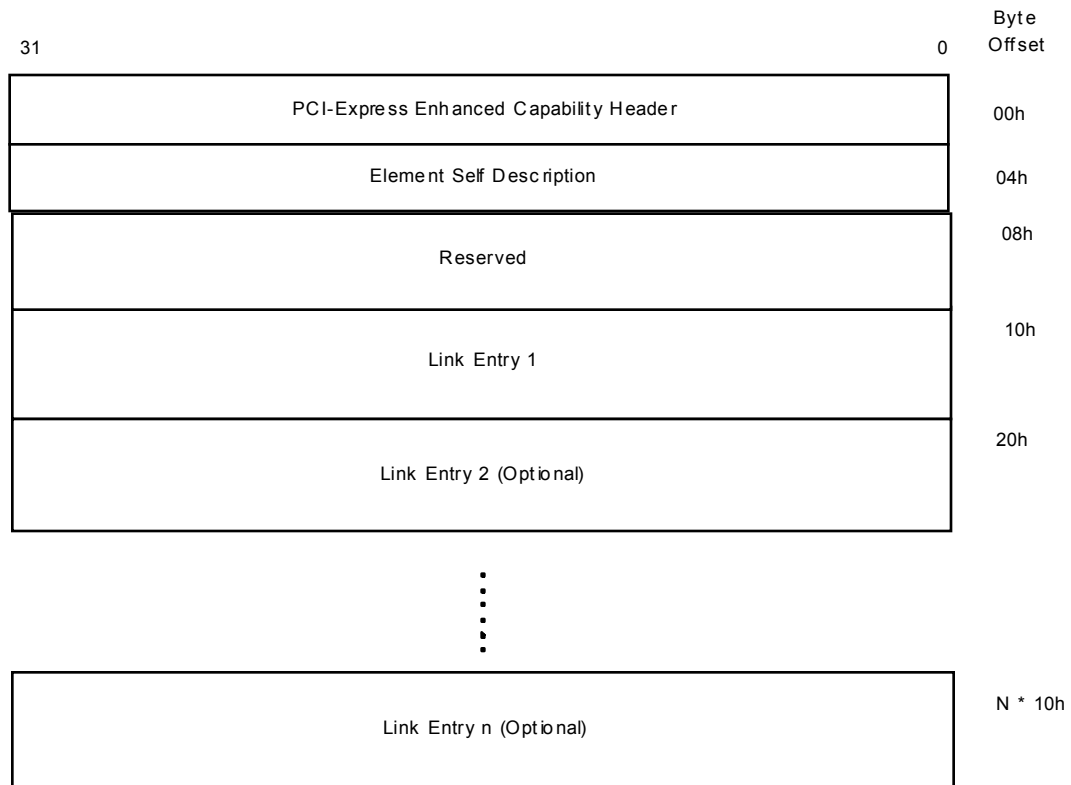 Byte
Offset
31 0
PCI-Express Enhanced Capability Header 00h
Element Self Description 04h
Reserved 08h
Link Entry 1 10h
Link Entry 2 (Optional) 20h
Link Entry n (Optional) N * 10h